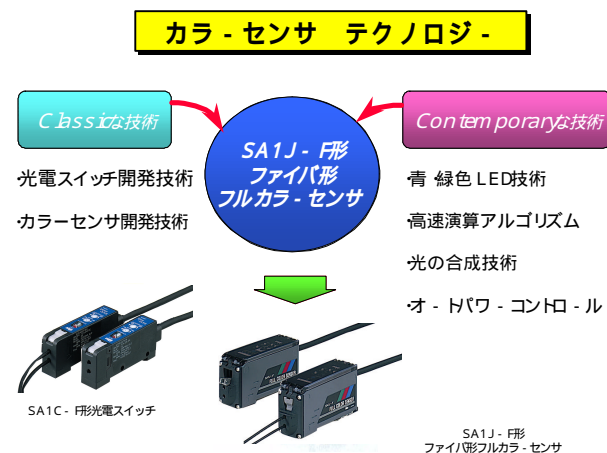 カラ - センサ　テクノロジ -
Classicな技術
Contemporaryな技術
SA1J - F形
ファイバ形
フルカラ - センサ
・光電スイッチ開発技術
・カラーセンサ開発技術
・青・緑色LED技術
・高速演算アルゴリズム
・光の合成技術
・オ - トパワ - コントロ - ル
FULL COLOR SENSOR
SA1C - F形光電スイッチ
SA1J - F形
ファイバ形フルカラ - センサ